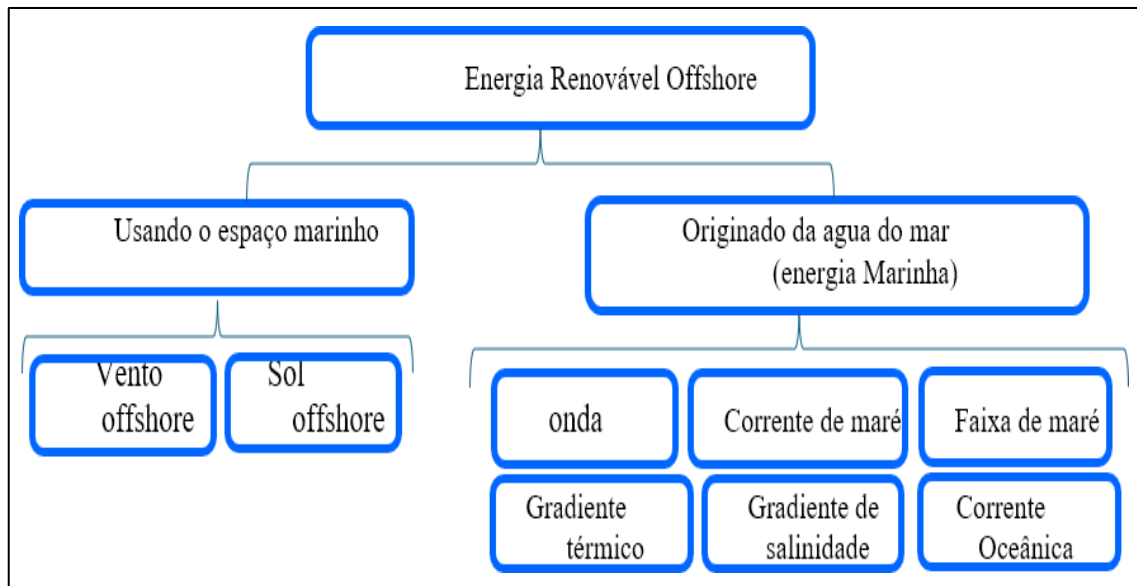 Energia Renovável Offshore
Usando o espaço marinho
Originado da agua do mar
(energia Marinha)
Vento
offshore
Sol
offshore
onda
Corrente de maré
Faixa de maré
Gradiente
térmico
Gradiente de
salinidade
Corrente
Oceânica